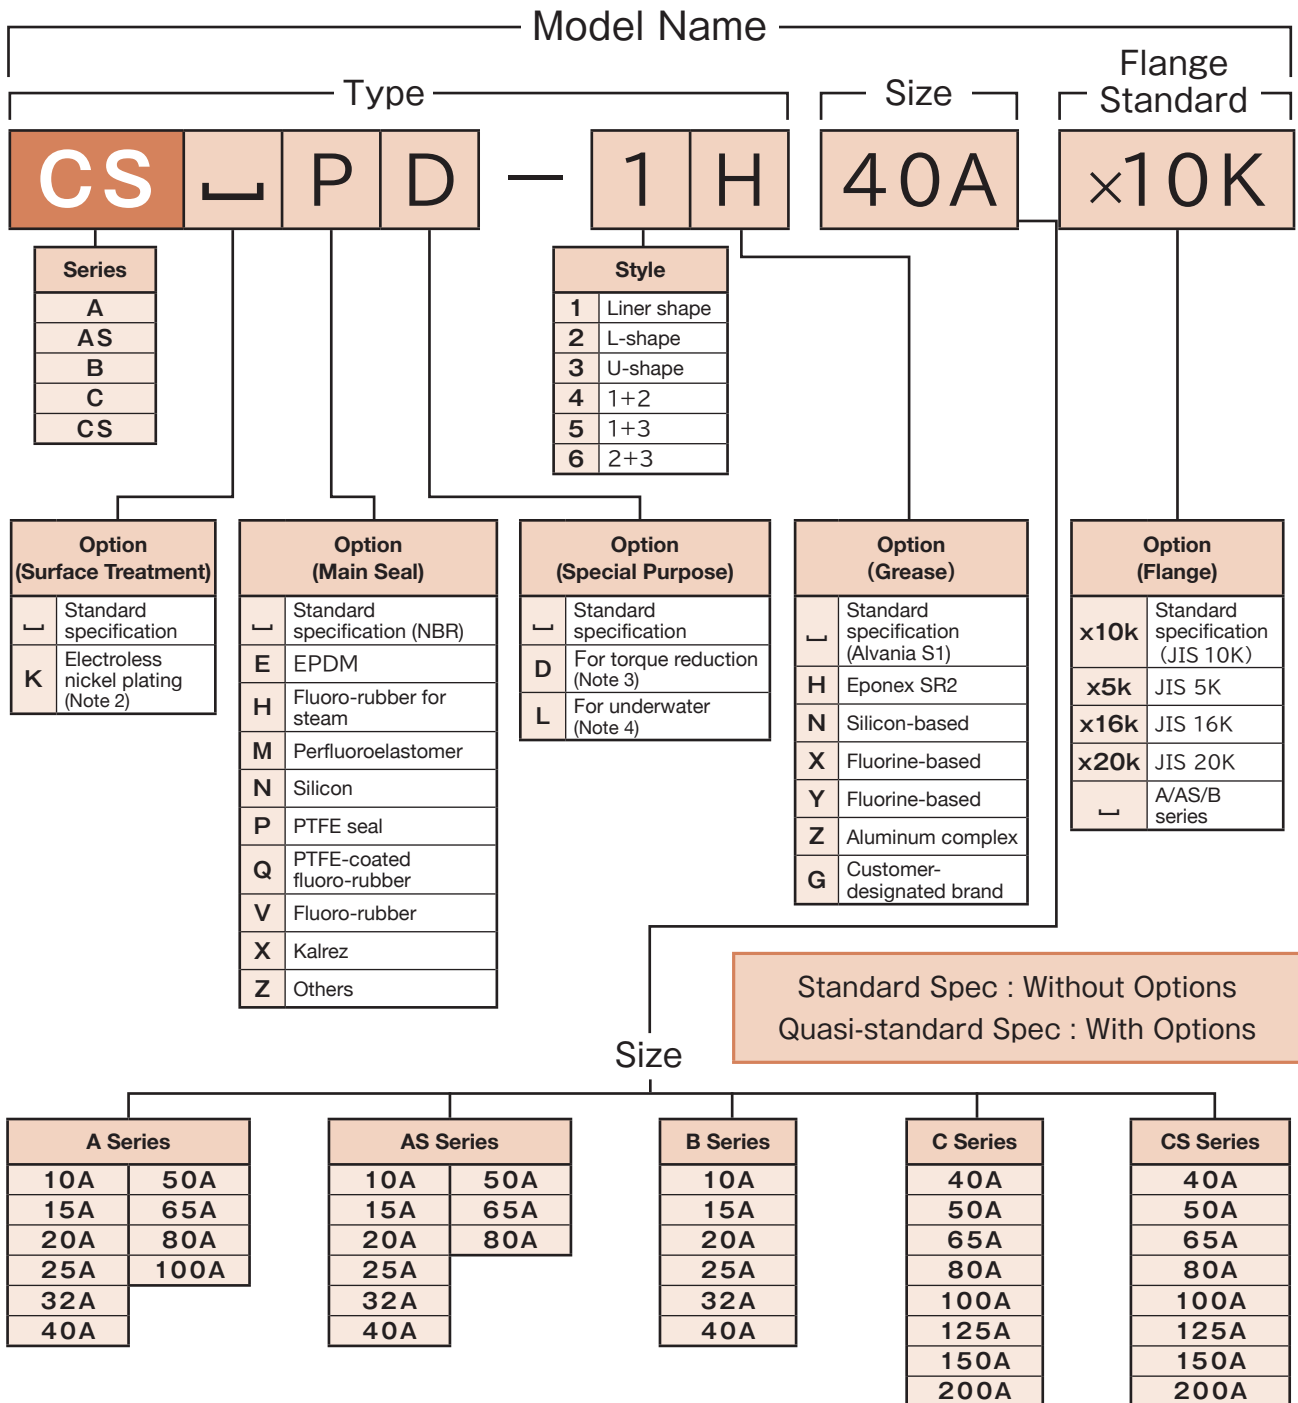 Model Name
Type
Size
Flange
Standard
CS ⌴ P D — 1 H 40A ×10K
Series
A
AS
B
C
CS
Style
1 Liner shape
2 L-shape
3 U-shape
4 1+2
5 1+3
6 2+3
Option
(Surface Treatment)
⌴ Standard
specification
K Electroless
nickel plating
(Note 2)
Option
(Main Seal)
⌴ Standard
specification (NBR)
E EPDM
H Fluoro-rubber for
steam
M Perfluoroelastomer
N Silicon
P PTFE seal
Q PTFE-coated
fluoro-rubber
V Fluoro-rubber
X Kalrez
Z Others
Option
(Special Purpose)
⌴ Standard
specification
D For torque reduction
(Note 3)
L For underwater
(Note 4)
Option
(Grease)
⌴ Standard
specification
(Alvania S1)
H Eponex SR2
N Silicon-based
X Fluorine-based
Y Fluorine-based
Z Aluminum complex
G Customer-
designated brand
Option
(Flange)
x10k Standard
specification
(JIS 10K)
x5k JIS 5K
x16k JIS 16K
x20k JIS 20K
⌴ A/AS/B
series
Standard Spec : Without Options
Quasi-standard Spec : With Options
Size
A Series
10A 50A
15A 65A
20A 80A
25A 100A
32A
40A
AS Series
10A 50A
15A 65A
20A 80A
25A
32A
40A
B Series
10A
15A
20A
25A
32A
40A
C Series
40A
50A
65A
80A
100A
125A
150A
200A
CS Series
40A
50A
65A
80A
100A
125A
150A
200A